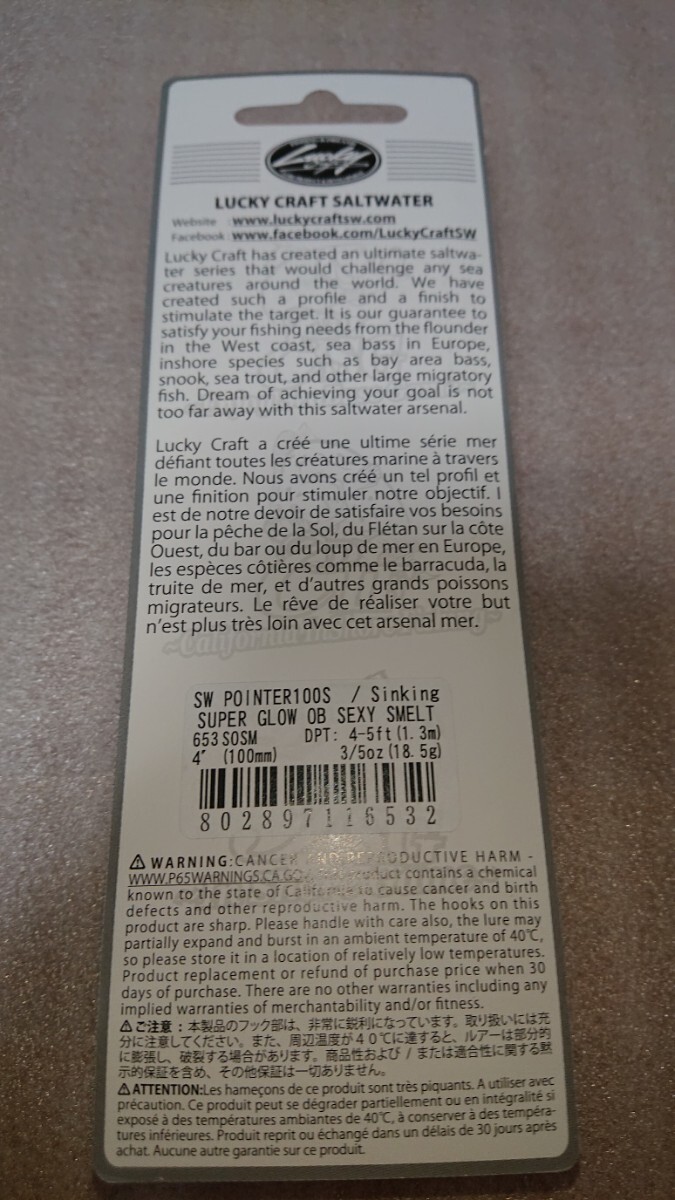 Lucky
LUCKY CRAFT SALTWATER
Website www.luckycraftsw.com
Facebook www.facebook.com/LuckyCraftSW
Lucky Craft has created an ultimate saltwa-
ter series that would challenge any sea
creatures around the world. We have
created such a profile and a finish to
stimulate the target. It is our guarantee to
satisfy your fishing needs from the flounder
in the West coast, sea bass in Europe,
inshore species such as bay area bass,
snook, sea trout, and other large migratory
fish. Dream of achieving your goal is not
too far away with this saltwater arsenal.
Lucky Craft a créé une ultime série mer
défiant toutes les créatures marine à travers
le monde. Nous avons créé un tel profil et
une finition pour stimuler notre objectif. I
est de notre devoir de satisfaire vos besoins
pour la pêche de la Sol, du Flétan sur la côte
Ouest, du bar ou du loup de mer en Europe,
les espèces côtières comme le barracuda, la
truite de mer, et d'autres grands poissons
migrateurs. Le rêve de réaliser votre but
n'est plus très loin avec cet arsenal mer.
SW POINTER100S / Sinking
SUPER GLOW OB SEXY SMELT
653SOSM DPT: 4-5ft(1.3m)
4″ (100mm) 3/5oz(18.5g)
802897116532
⚠WARNING:CANCER AND REPRODUCTIVE HARM -
WWW.P65WARNINGS.CA.GOV product contains a chemical
known to the state of California to cause cancer and birth
defects and other reproductive harm. The hooks on this
product are sharp. Please handle with care also, the lure may
partially expand and burst in an ambient temperature of 40℃,
so please store it in a location of relatively low temperatures.
Product replacement or refund of purchase price when 30
days of purchase. There are no other warranties including any
implied warranties of merchantability and/or fitness.
⚠ご注意：本製品のフック部は、非常に鋭利になっています。取り扱いには充
分に注意してください。また、周辺温度が４０℃に達すると、ルアーは部分的
に膨張し、破裂する場合があります。商品性および / または適合性に関する黙
示的保証を含め、その他保証は一切ありません。
⚠ATTENTION:Les hameçons de ce produit sont très piquants. A utiliser avec
précaution. Ce produit peut se dégrader partiellement ou en intégralité si
exposé à des températures ambiantes de 40℃, à conserver à des tempéra-
tures inférieures. Produit reprit ou échangé dans un délais de 30 jours après
achat. Aucune autre garantie sur ce produit.